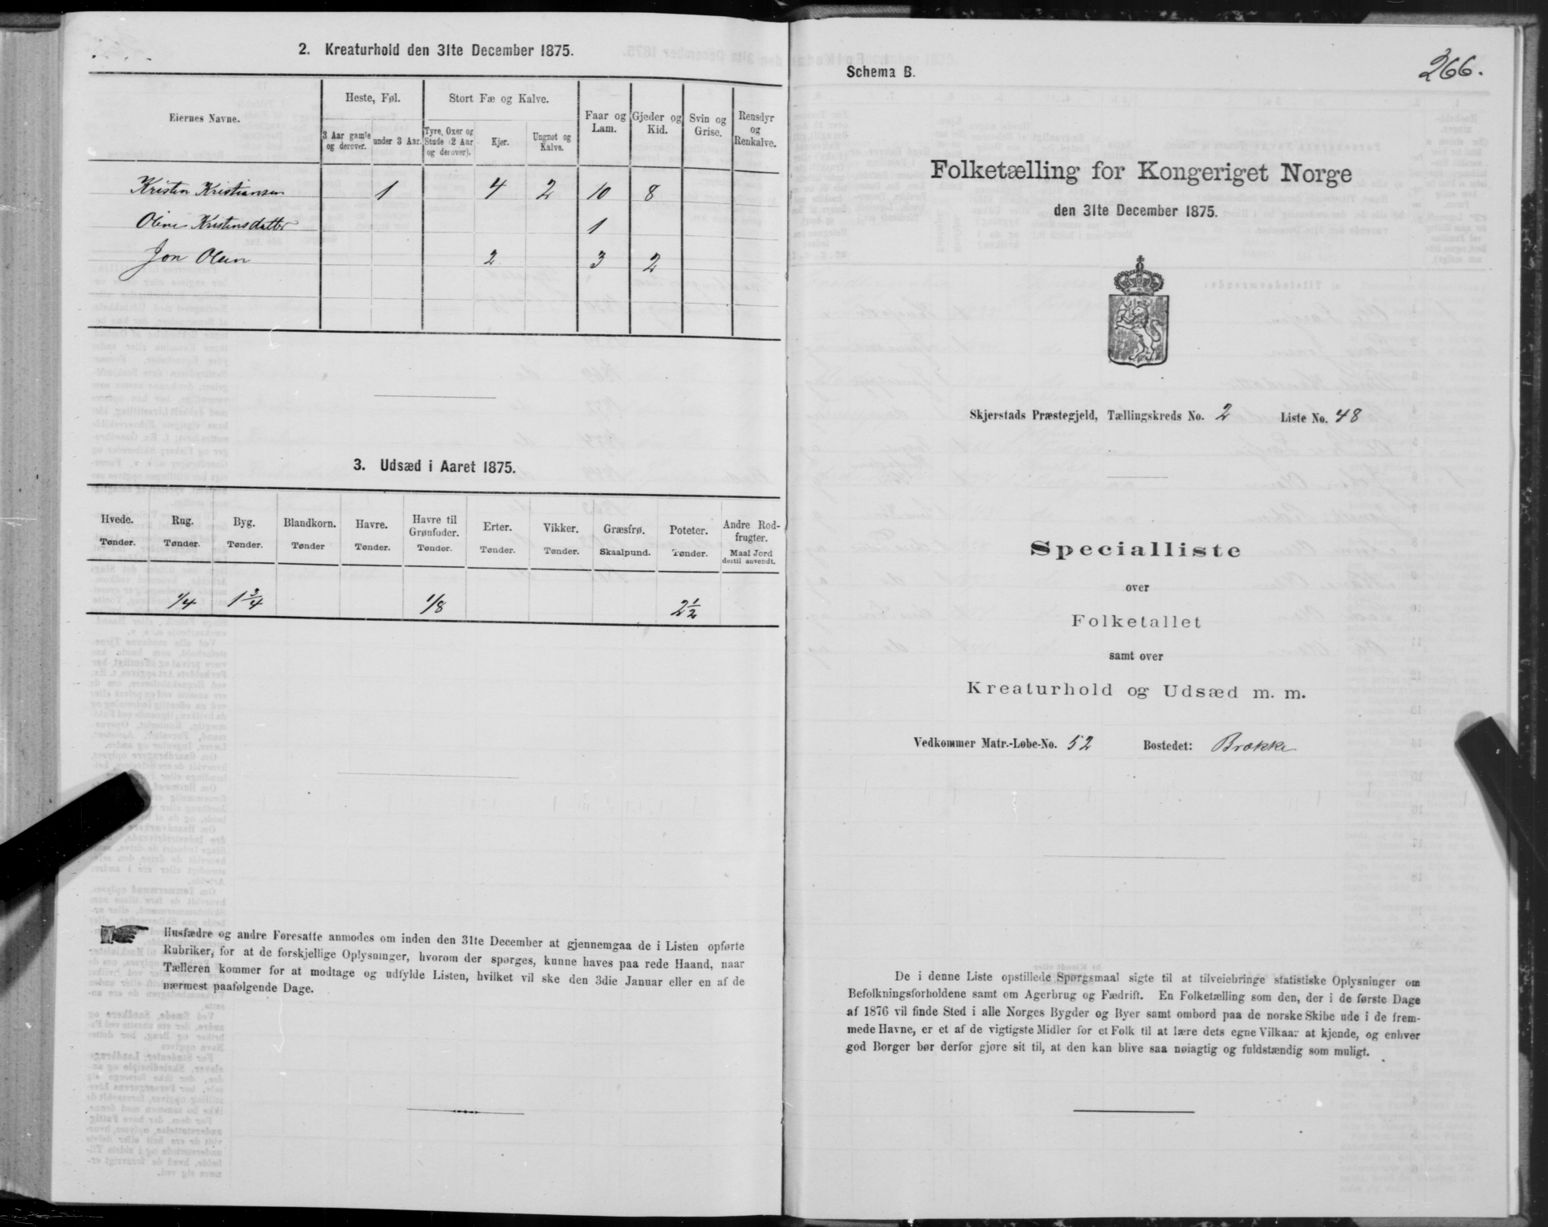 2. Kreaturhold den 31te December 1875.
Eiernes Navne.
Heste, Føl.
Stort Fæ og Kalve.
Faar og Lam.
Gjeder og Kid.
Svin og Grise.
Rensdyr og Renkalve.
3 Aar gamle og derover.
under 3 Aar.
Tyre, Oxer og Stude (2 Aar og derover).
Kjer.
Ungnøt og Kalve.
Kristen Kristiansen 1 4 2 10 8
Oline Kristensdatter 1
Jon Olsen 2 3 2
3. Udsæd i Aaret 1875.
Hvede. Rug. Byg. Blandkorn. Havre. Havre til Grønfoder. Erter. Vikker. Græsfrø. Poteter. Andre Rodfrugter.
Tønder. Tønder. Tønder. Tønder Tønder. Tønder. Tønder. Tønder. Skaalpund. Tønder. Maal Jord dertil anvendt.
1/4 1 3/4 1/8 2 1/2
Husfædre og andre Foresatte anmodes om inden den 31te December at gjennemgaa de i Listen opførte
Rubriker, for at de forskjellige Oplysninger, hvorom der spørges, kunne haves paa rede Haand, naar
Tælleren kommer for at modtage og udfylde Listen, hvilket vil ske den 3die Januar eller en af de
nærmest paafølgende Dage.
266.
Schema B.
Folketælling for Kongeriget Norge
den 31te December 1875.
Skjerstads Præstegjeld, Tællingskreds No. 2 Liste No. 48
Specialliste
over
Folketallet
samt over
Kreaturhold og Udsæd m. m.
Vedkommer Matr.-Løbe-No. 52 Bostedet: Brække
De i denne Liste opstillede Spørgsmaal sigte til at tilveiebringe statistiske Oplysninger om
Befolkningsforholdene samt om Agerbrug og Fædrift. En Folketælling som den, der i de første Dage
af 1876 vil finde Sted i alle Norges Bygder og Byer samt ombord paa de norske Skibe ude i de frem-
mede Havne, er et af de vigtigste Midler for et Folk til at lære dets egne Vilkaar at kjende, og enhver
god Borger bør derfor gjøre sit til, at den kan blive saa nøiagtig og fuldstændig som muligt.